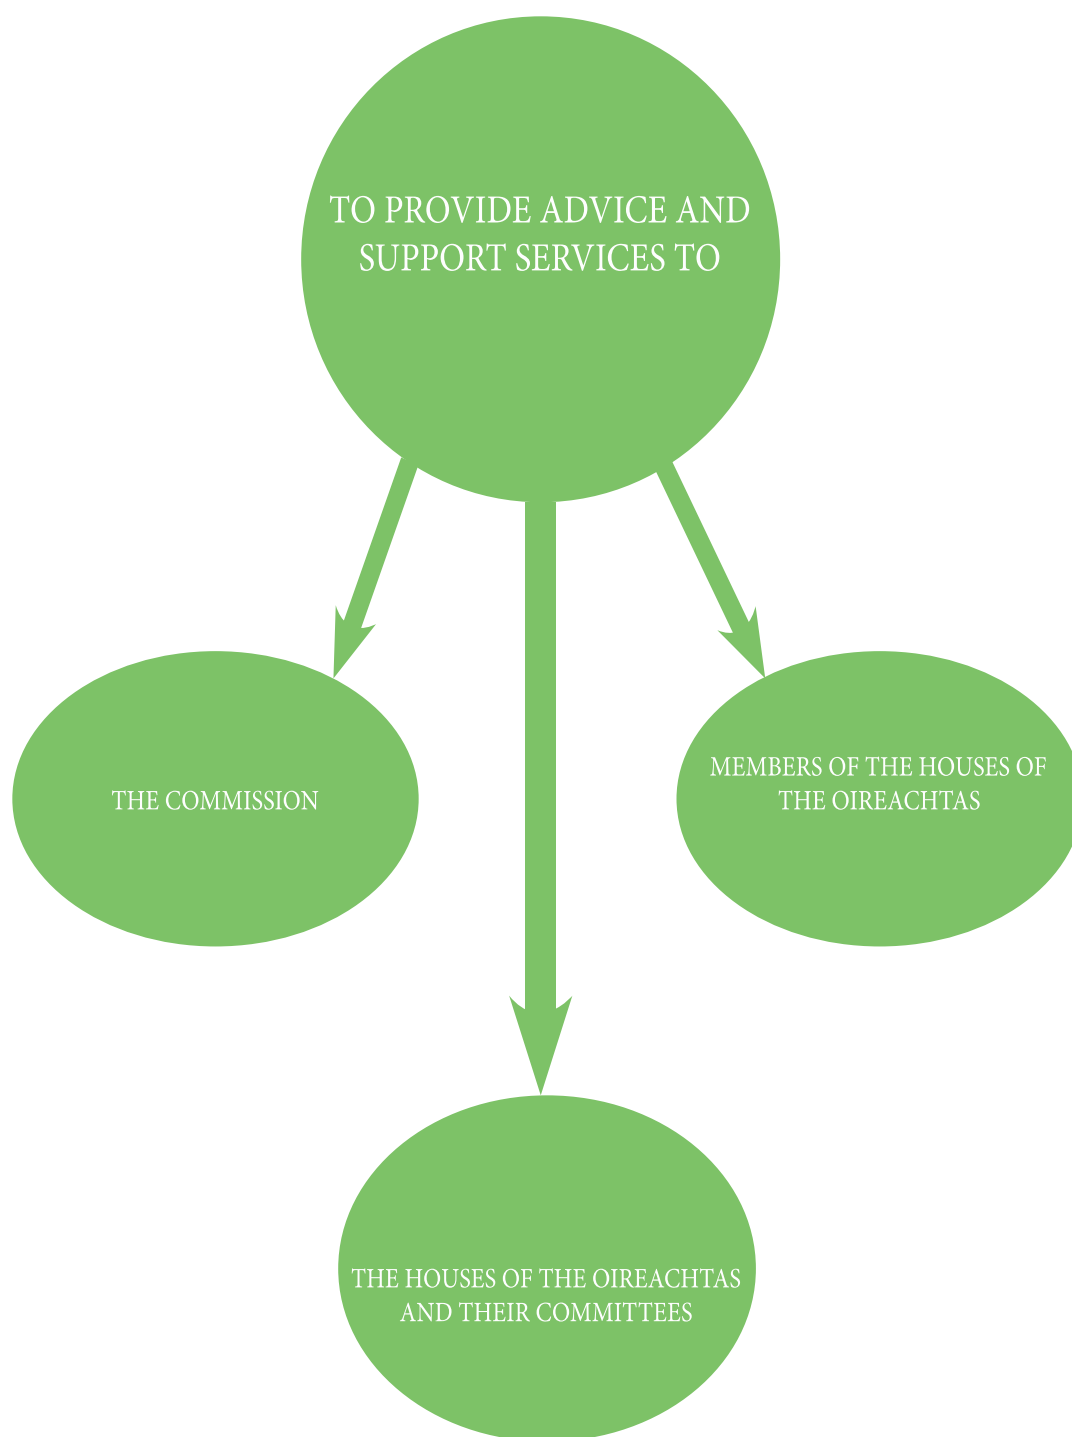 TO PROVIDE ADVICE AND
SUPPORT SERVICES TO
THE COMMISSION
MEMBERS OF THE HOUSES OF
THE OIREACHTAS
THE HOUSES OF THE OIREACHTAS
AND THEIR COMMITTEES